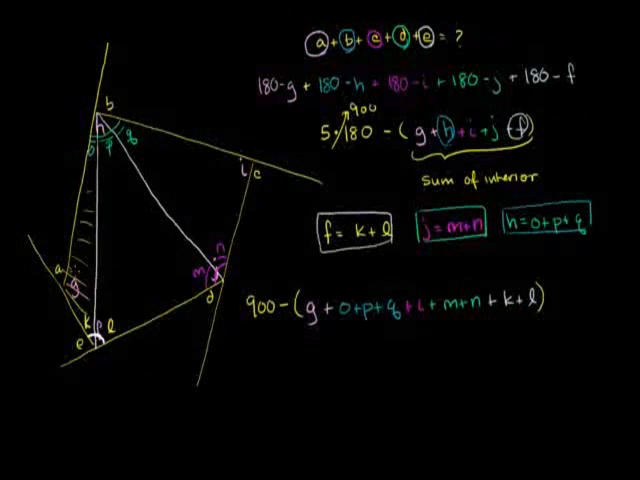 a + b + c + d + e = ?
180-g + 180-h + 180-i + 180-j + 180-f
900
5·180 - (g+h+i+j+f)
sum of interior
f = k+l
j = m+n
h = o+p+q
900 - (g + o+p+q + i + m+n + k+l)
b
h
o
p
q
i
c
n
m
j
d
a
g
k
f
l
e